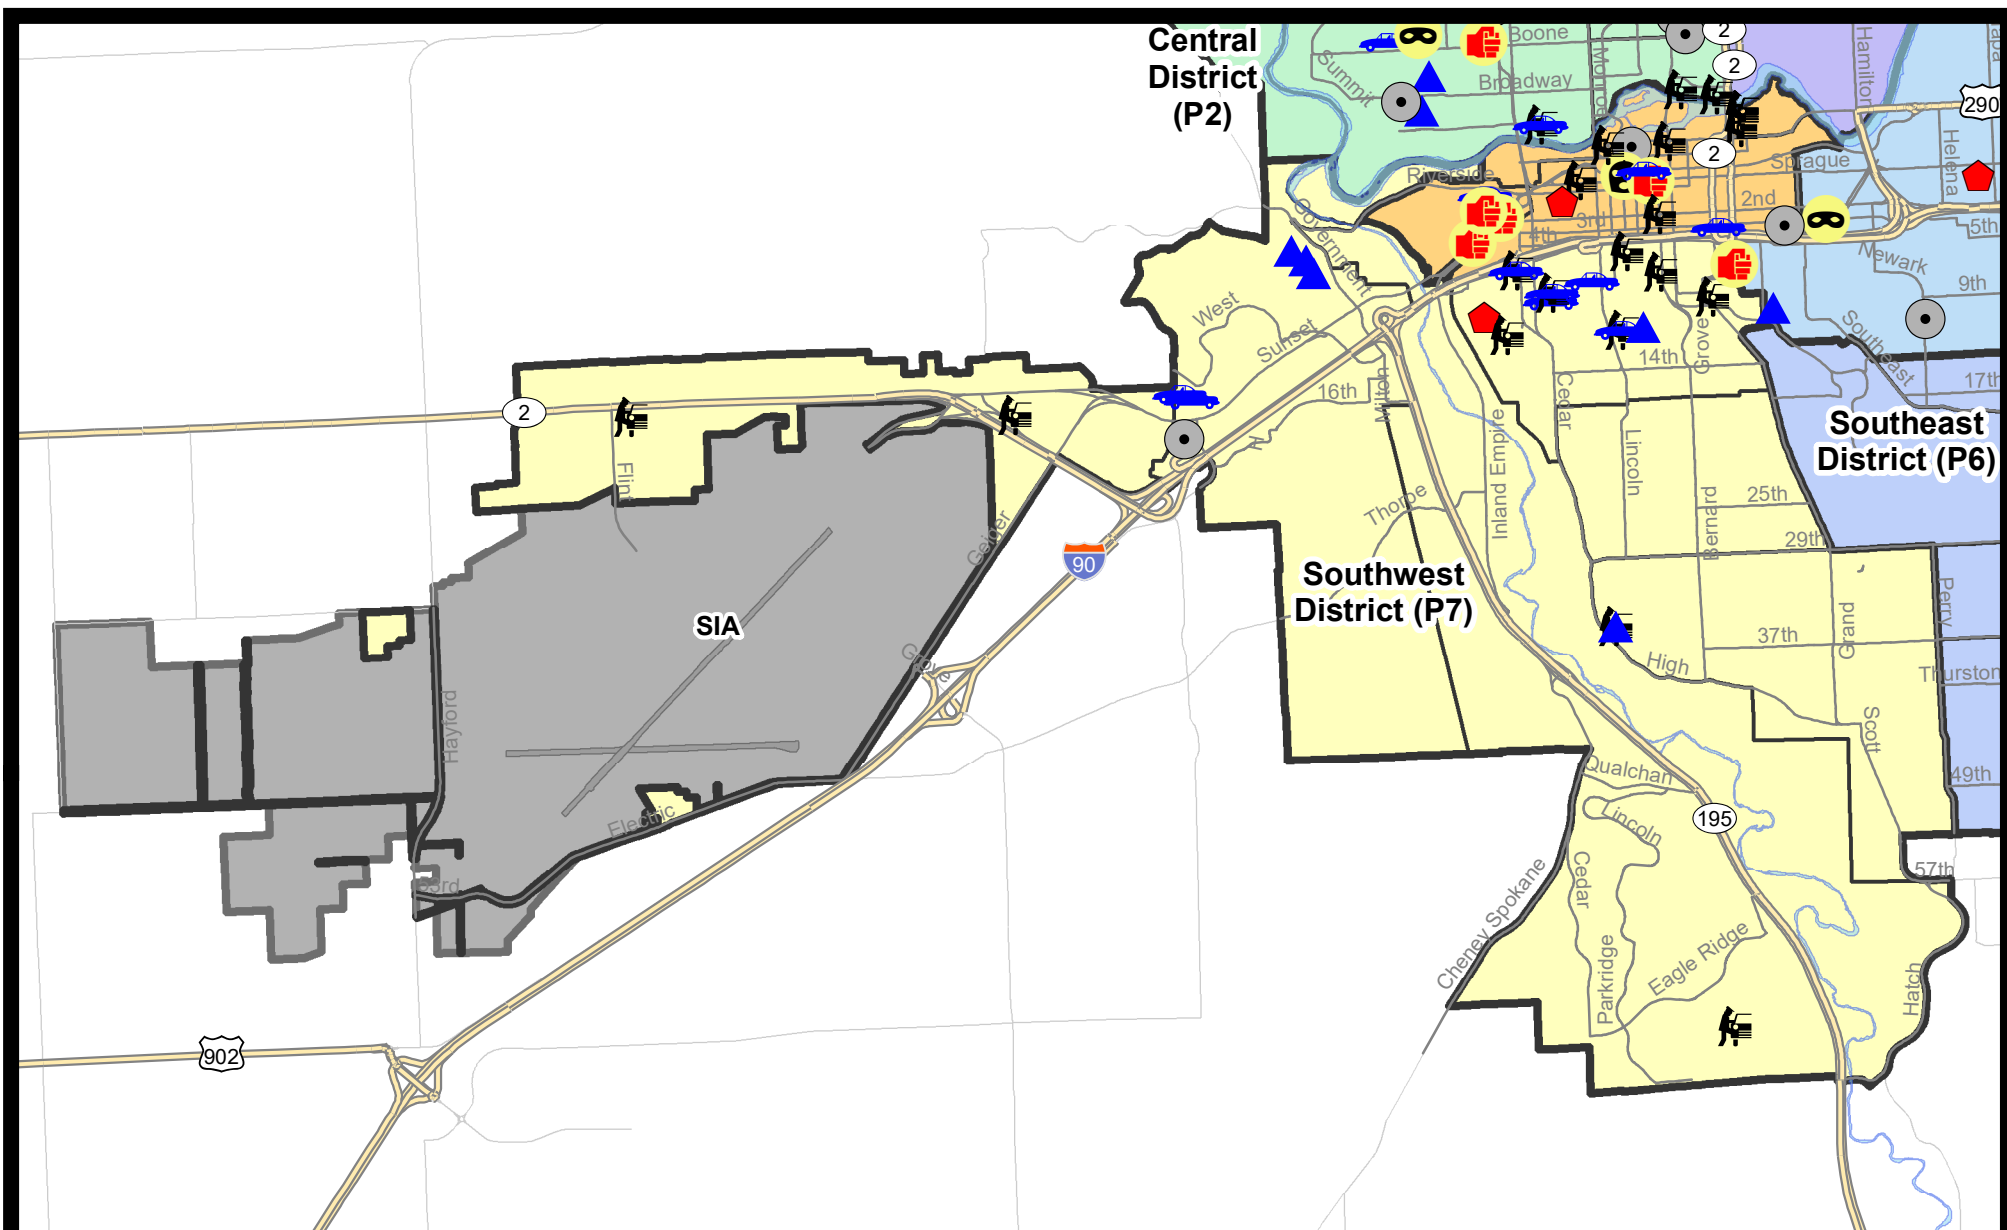 Central
District
(P2)
Summit
Boone
Broadway
Monroe
2
2
Hamilton
290
2
Sprague
Helena
Riverside
2nd
3rd
4th
5th
Government
Newark
9th
West
Sunset
Grove
14th
Southeast
17th
16th
Milton
Cedar
2
Southeast
District (P6)
Flint
Inland Empire
Lincoln
Thorpe
25th
Bernard
29th
Geiger
90
Southwest
District (P7)
Perry
SIA
Grand
37th
High
Grove
Thurston
Hayford
Scott
Qualchan
49th
195
Lincoln
Electric
57th
53rd
Cedar
Cheney Spokane
Parkridge
Eagle Ridge
Hatch
902